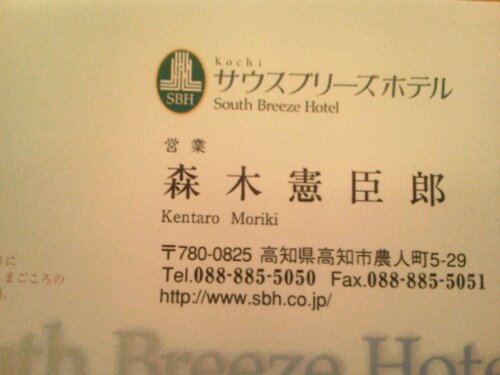 Kochi
サウスブリーズホテル
SBH
South Breeze Hotel
営業
森木憲臣郎
Kentaro Moriki
〒780-0825 高知県高知市農人町5-29
Tel.088-885-5050 Fax.088-885-5051
http://www.sbh.co.jp/
に
まごころの
South Breeze Hote